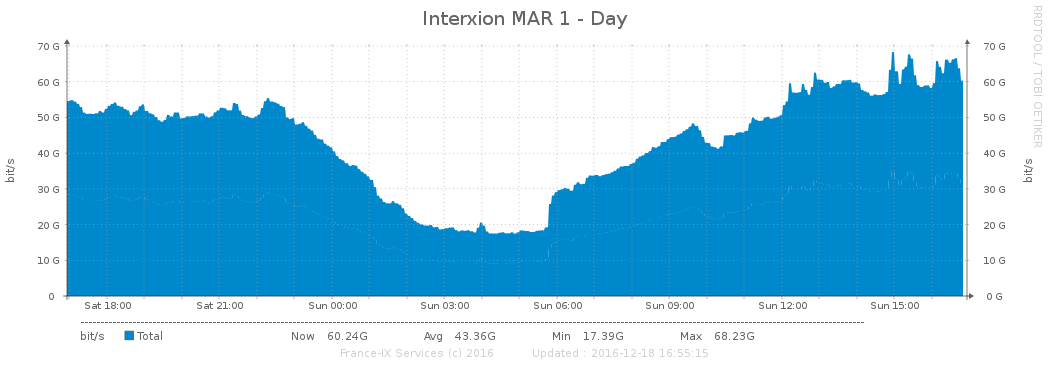 Interxion MAR 1 - Day
RRDTOOL / TOBI OETIKER
bit/s
bit/s
70 G 70 G
60 G 60 G
50 G 50 G
40 G 40 G
30 G 30 G
20 G 20 G
10 G 10 G
0 0 G
Sat 18:00 Sat 21:00 Sun 00:00 Sun 03:00 Sun 06:00 Sun 09:00 Sun 12:00 Sun 15:00
bit/s Total Now 60.24G Avg 43.36G Min 17.39G Max 68.23G
France-IX Services (c) 2016 Updated : 2016-12-18 16:55:15